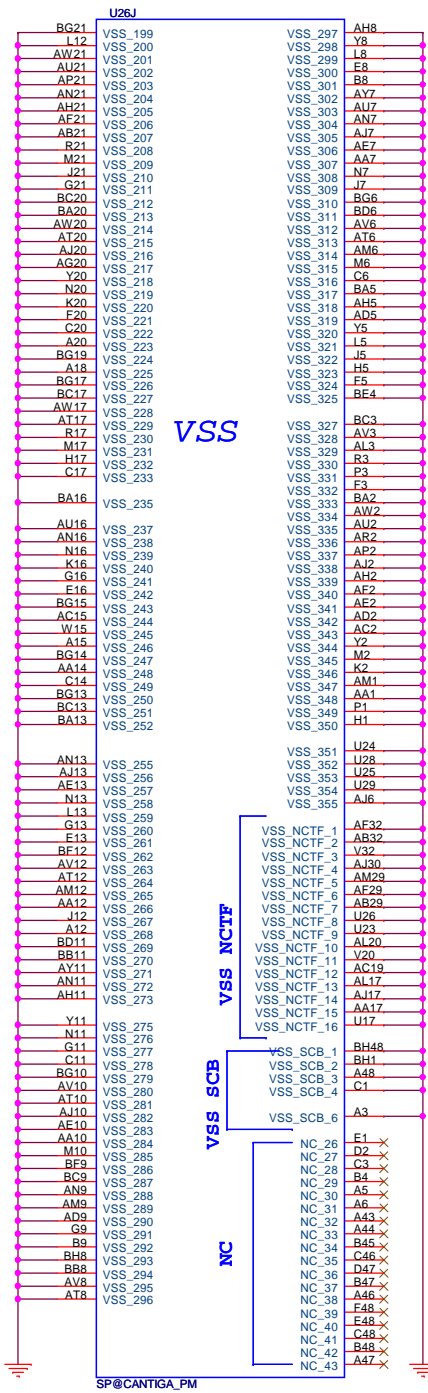 U26J
BG21 VSS_199
L12 VSS_200
AW21 VSS_201
AU21 VSS_202
AP21 VSS_203
AN21 VSS_204
AH21 VSS_205
AF21 VSS_206
AB21 VSS_207
R21 VSS_208
M21 VSS_209
J21 VSS_210
G21 VSS_211
BC20 VSS_212
BA20 VSS_213
AW20 VSS_214
AT20 VSS_215
AJ20 VSS_216
AG20 VSS_217
Y20 VSS_218
N20 VSS_219
K20 VSS_220
F20 VSS_221
C20 VSS_222
A20 VSS_223
BG19 VSS_224
A18 VSS_225
BG17 VSS_226
BC17 VSS_227
AW17 VSS_228
AT17 VSS_229
R17 VSS_230
M17 VSS_231
H17 VSS_232
C17 VSS_233
BA16 VSS_235
AU16 VSS_237
AN16 VSS_238
N16 VSS_239
K16 VSS_240
G16 VSS_241
E16 VSS_242
BG15 VSS_243
AC15 VSS_244
W15 VSS_245
A15 VSS_246
BG14 VSS_247
AA14 VSS_248
C14 VSS_249
BG13 VSS_250
BC13 VSS_251
BA13 VSS_252
AN13 VSS_255
AJ13 VSS_256
AE13 VSS_257
N13 VSS_258
L13 VSS_259
G13 VSS_260
E13 VSS_261
BF12 VSS_262
AV12 VSS_263
AT12 VSS_264
AM12 VSS_265
AA12 VSS_266
J12 VSS_267
A12 VSS_268
BD11 VSS_269
BB11 VSS_270
AY11 VSS_271
AN11 VSS_272
AH11 VSS_273
Y11 VSS_275
N11 VSS_276
G11 VSS_277
C11 VSS_278
BG10 VSS_279
AV10 VSS_280
AT10 VSS_281
AJ10 VSS_282
AE10 VSS_283
AA10 VSS_284
M10 VSS_285
BF9 VSS_286
BC9 VSS_287
AN9 VSS_288
AM9 VSS_289
AD9 VSS_290
G9 VSS_291
B9 VSS_292
BH8 VSS_293
BB8 VSS_294
AV8 VSS_295
AT8 VSS_296
VSS
VSS NCTF
VSS SCB
NC
VSS_297 AH8
VSS_298 Y8
VSS_299 L8
VSS_300 E8
VSS_301 B8
VSS_302 AY7
VSS_303 AU7
VSS_304 AN7
VSS_305 AJ7
VSS_306 AE7
VSS_307 AA7
VSS_308 N7
VSS_309 J7
VSS_310 BG6
VSS_311 BD6
VSS_312 AV6
VSS_313 AT6
VSS_314 AM6
VSS_315 M6
VSS_316 C6
VSS_317 BA5
VSS_318 AH5
VSS_319 AD5
VSS_320 Y5
VSS_321 L5
VSS_322 J5
VSS_323 H5
VSS_324 F5
VSS_325 BE4
VSS_327 BC3
VSS_328 AV3
VSS_329 AL3
VSS_330 R3
VSS_331 P3
VSS_332 F3
VSS_333 BA2
VSS_334 AW2
VSS_335 AU2
VSS_336 AR2
VSS_337 AP2
VSS_338 AJ2
VSS_339 AH2
VSS_340 AF2
VSS_341 AE2
VSS_342 AD2
VSS_343 AC2
VSS_344 Y2
VSS_345 M2
VSS_346 K2
VSS_347 AM1
VSS_348 AA1
VSS_349 P1
VSS_350 H1
VSS_351 U24
VSS_352 U28
VSS_353 U25
VSS_354 U29
VSS_355 AJ6
VSS_NCTF_1 AF32
VSS_NCTF_2 AB32
VSS_NCTF_3 V32
VSS_NCTF_4 AJ30
VSS_NCTF_5 AM29
VSS_NCTF_6 AF29
VSS_NCTF_7 AB29
VSS_NCTF_8 U26
VSS_NCTF_9 U23
VSS_NCTF_10 AL20
VSS_NCTF_11 V20
VSS_NCTF_12 AC19
VSS_NCTF_13 AL17
VSS_NCTF_14 AJ17
VSS_NCTF_15 AA17
VSS_NCTF_16 U17
VSS_SCB_1 BH48
VSS_SCB_2 BH1
VSS_SCB_3 A48
VSS_SCB_4 C1
VSS_SCB_6 A3
NC_26 E1
NC_27 D2
NC_28 C3
NC_29 B4
NC_30 A5
NC_31 A6
NC_32 A43
NC_33 A44
NC_34 B45
NC_35 C46
NC_36 D47
NC_37 B47
NC_38 A46
NC_39 F48
NC_40 E48
NC_41 C48
NC_42 B48
NC_43 A47
SP@CANTIGA_PM